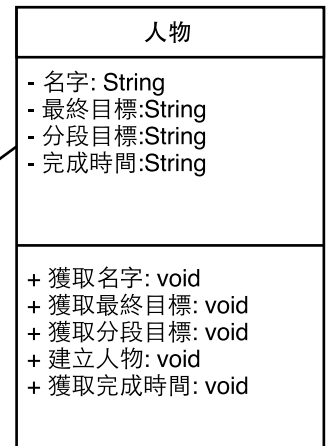 人物
- 名字: String
- 最終目標:String
- 分段目標:String
- 完成時間:String
+ 獲取名字: void
+ 獲取最終目標: void
+ 獲取分段目標: void
+ 建立人物: void
+ 獲取完成時間: void